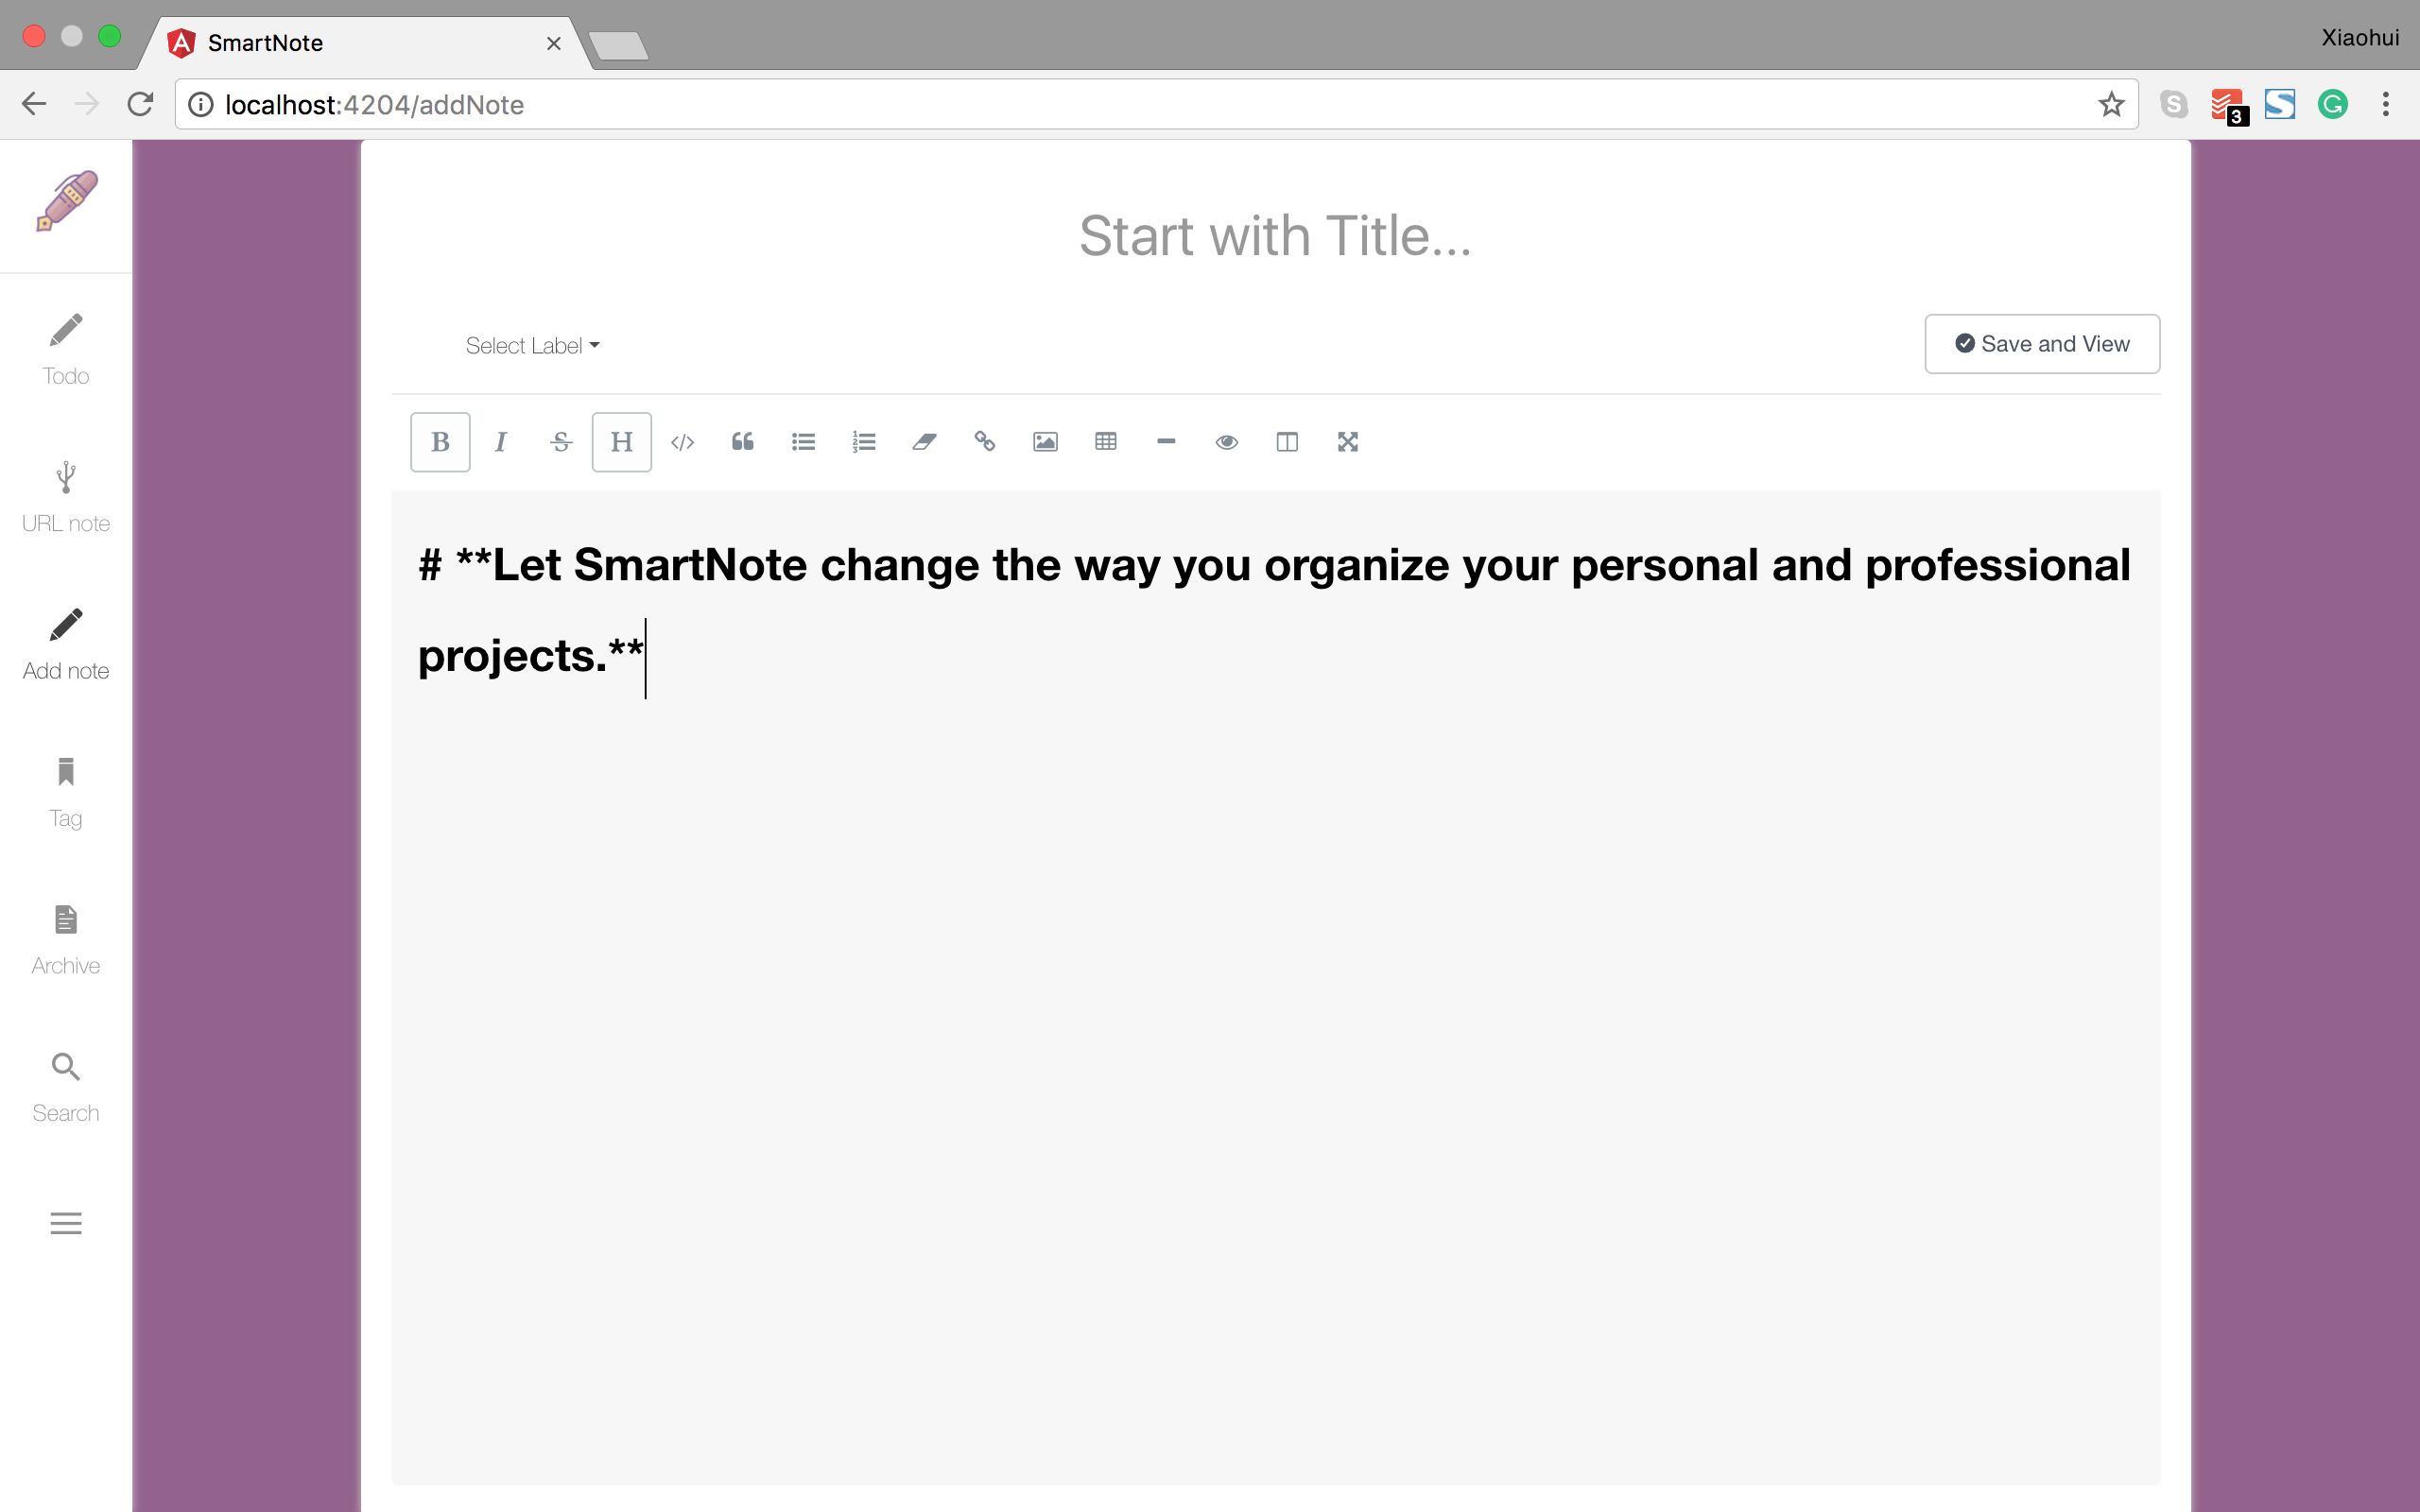 SmartNote
Xiaohui
localhost:4204/addNote
3
Start with Title...
Select Label
Save and View
Todo
URL note
Add note
Tag
Archive
Search
B I S H </>
# **Let SmartNote change the way you organize your personal and professional
projects.**